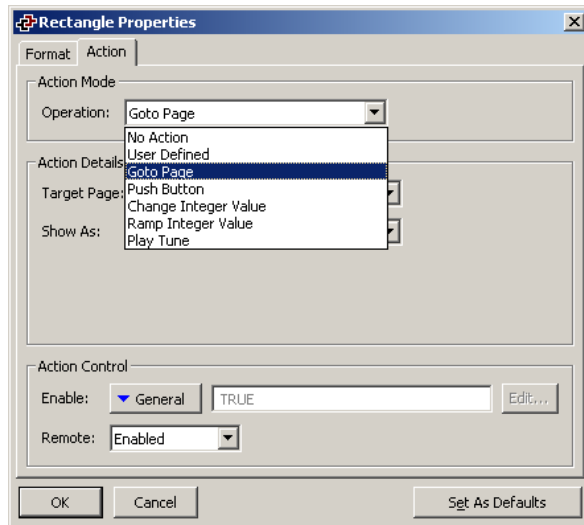 Rectangle Properties
Format Action
Action Mode
Operation: Goto Page
No Action
User Defined
Action Details
Goto Page
Target Page:
Push Button
Change Integer Value
Show As:
Ramp Integer Value
Play Tune
Action Control
Enable: General TRUE Edit...
Remote: Enabled
OK Cancel Set As Defaults